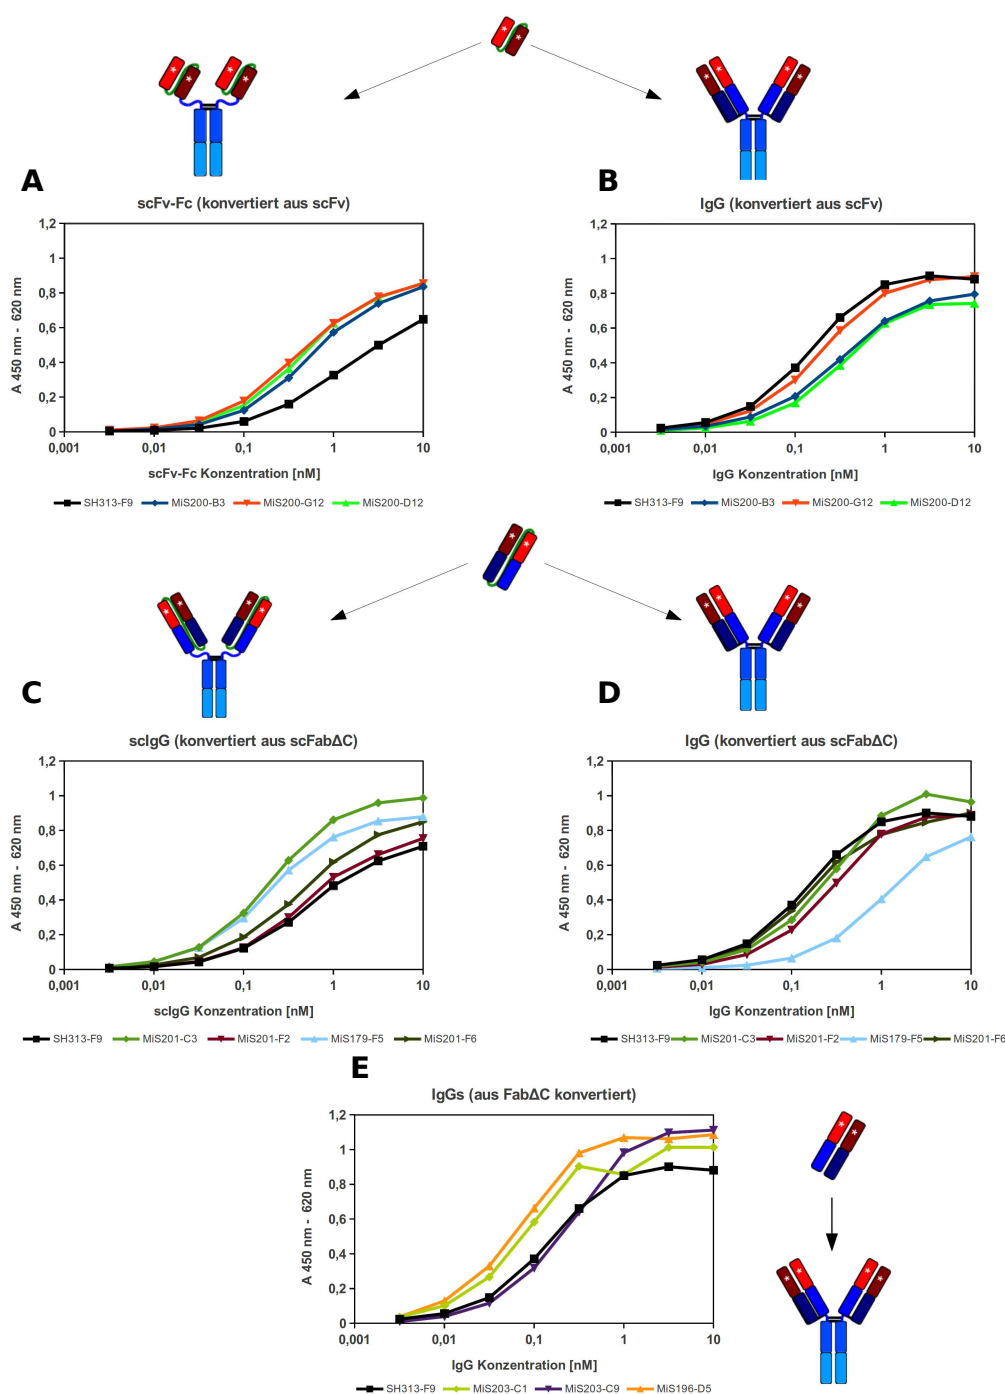 A
B
scFv-Fc (konvertiert aus scFv)
IgG (konvertiert aus scFv)
A 450 nm - 620 nm
1,2
1
0,8
0,6
0,4
0,2
0
0,001
0,01
0,1
1
10
scFv-Fc Konzentration [nM]
SH313-F9 MiS200-B3 MiS200-G12 MiS200-D12
A 450 nm - 620 nm
1,2
1
0,8
0,6
0,4
0,2
0
0,001
0,01
0,1
1
10
IgG Konzentration [nM]
SH313-F9 MiS200-B3 MiS200-G12 MiS200-D12
C
D
scIgG (konvertiert aus scFabΔC)
IgG (konvertiert aus scFabΔC)
A 450 nm - 620 nm
1,2
1
0,8
0,6
0,4
0,2
0
0,001
0,01
0,1
1
10
scIgG Konzentration [nM]
SH313-F9 MiS201-C3 MiS201-F2 MiS179-F5 MiS201-F6
A 450 nm - 620 nm
1,2
1
0,8
0,6
0,4
0,2
0
0,001
0,01
0,1
1
10
IgG Konzentration [nM]
SH313-F9 MiS201-C3 MiS201-F2 MiS179-F5 MiS201-F6
E
IgGs (aus FabΔC konvertiert)
A 450 nm - 620 nm
1,2
1
0,8
0,6
0,4
0,2
0
0,001
0,01
0,1
1
10
IgG Konzentration [nM]
SH313-F9 MiS203-C1 MiS203-C9 MiS196-D5